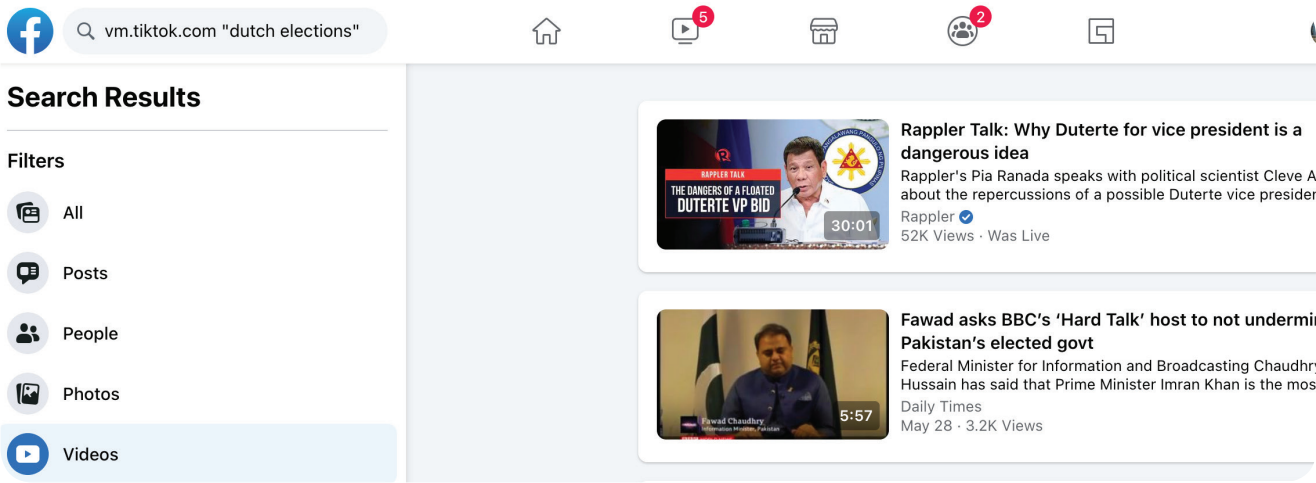 vm.tiktok.com "dutch elections"
5
2
Search Results
Filters
All
Posts
People
Photos
Videos
RAPPLER TALK
THE DANGERS OF A FLOATED
DUTERTE VP BID
30:01
Rappler Talk: Why Duterte for vice president is a
dangerous idea
Rappler's Pia Ranada speaks with political scientist Cleve A
about the repercussions of a possible Duterte vice presiden
Rappler
52K Views · Was Live
Fawad Chaudhry
Information Minister, Pakistan
5:57
Fawad asks BBC's ‘Hard Talk’ host to not undermin
Pakistan's elected govt
Federal Minister for Information and Broadcasting Chaudhry
Hussain has said that Prime Minister Imran Khan is the mos
Daily Times
May 28 · 3.2K Views